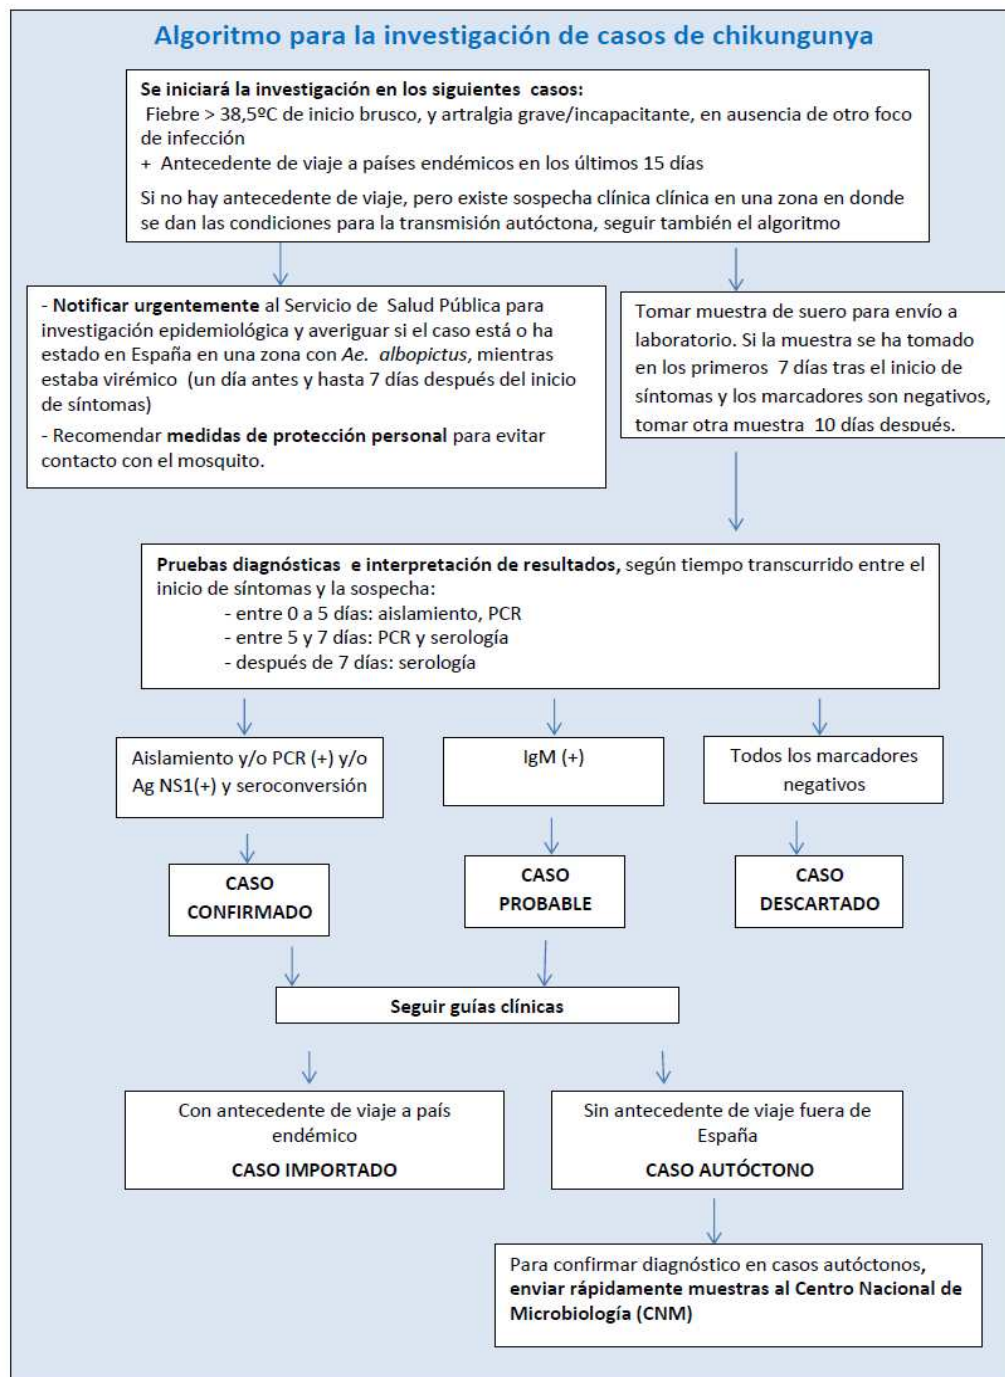 Algoritmo para la investigación de casos de chikungunya
Se iniciará la investigación en los siguientes casos:
Fiebre > 38,5ºC de inicio brusco, y artralgia grave/incapacitante, en ausencia de otro foco
de infección
+ Antecedente de viaje a países endémicos en los últimos 15 días
Si no hay antecedente de viaje, pero existe sospecha clínica clínica en una zona en donde
se dan las condiciones para la transmisión autóctona, seguir también el algoritmo
- Notificar urgentemente al Servicio de Salud Pública para
investigación epidemiológica y averiguar si el caso está o ha
estado en España en una zona con Ae. albopictus, mientras
estaba virémico (un día antes y hasta 7 días después del inicio
de síntomas)
- Recomendar medidas de protección personal para evitar
contacto con el mosquito.
Tomar muestra de suero para envío a
laboratorio. Si la muestra se ha tomado
en los primeros 7 días tras el inicio de
síntomas y los marcadores son negativos,
tomar otra muestra 10 días después.
Pruebas diagnósticas e interpretación de resultados, según tiempo transcurrido entre el
inicio de síntomas y la sospecha:
- entre 0 a 5 días: aislamiento, PCR
- entre 5 y 7 días: PCR y serología
- después de 7 días: serología
Aislamiento y/o PCR (+) y/o
Ag NS1(+) y seroconversión
IgM (+)
Todos los marcadores
negativos
CASO
CONFIRMADO
CASO
PROBABLE
CASO
DESCARTADO
Seguir guías clínicas
Con antecedente de viaje a país
endémico
CASO IMPORTADO
Sin antecedente de viaje fuera de
España
CASO AUTÓCTONO
Para confirmar diagnóstico en casos autóctonos,
enviar rápidamente muestras al Centro Nacional de
Microbiología (CNM)